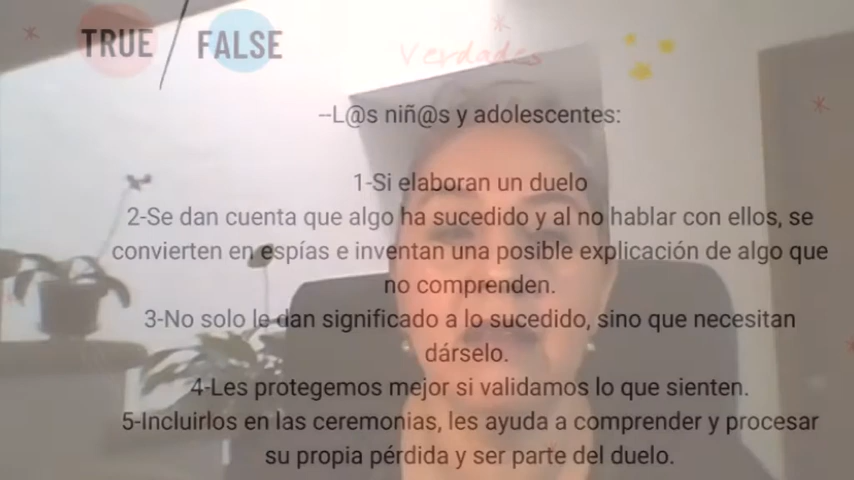 TRUE / FALSE
Verdades
--L@s niñ@s y adolescentes:
1-Si elaboran un duelo
2-Se dan cuenta que algo ha sucedido y al no hablar con ellos, se
convierten en espías e inventan una posible explicación de algo que
no comprenden.
3-No solo le dan significado a lo sucedido, sino que necesitan
dárselo.
4-Les protegemos mejor si validamos lo que sienten.
5-Incluirlos en las ceremonias, les ayuda a comprender y procesar
su propia pérdida y ser parte del duelo.